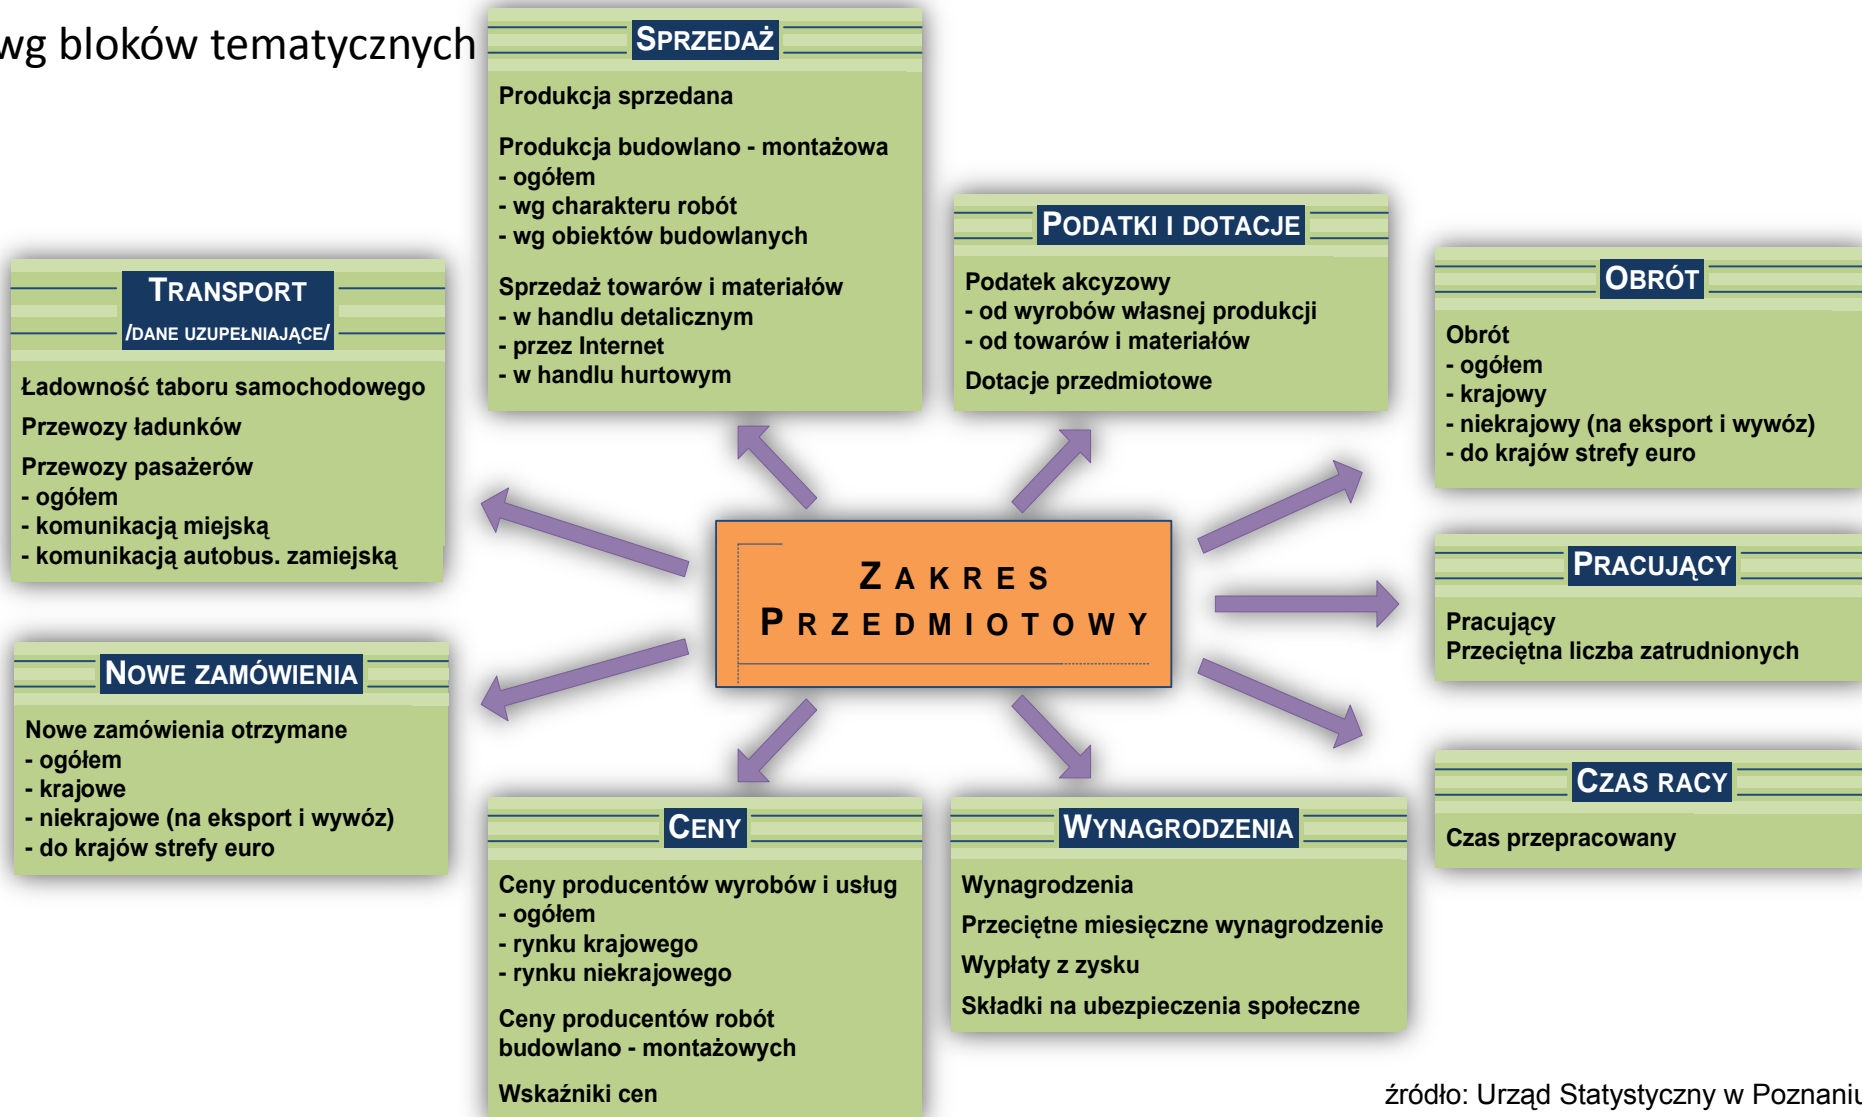 wg bloków tematycznych
SPRZEDAŻ
Produkcja sprzedana
Produkcja budowlano - montażowa
- ogółem
- wg charakteru robót
- wg obiektów budowlanych
Sprzedaż towarów i materiałów
- w handlu detalicznym
- przez Internet
- w handlu hurtowym
PODATKI I DOTACJE
Podatek akcyzowy
- od wyrobów własnej produkcji
- od towarów i materiałów
Dotacje przedmiotowe
OBRÓT
Obrót
- ogółem
- krajowy
- niekrajowy (na eksport i wywóz)
- do krajów strefy euro
TRANSPORT
/DANE UZUPEŁNIAJĄCE/
Ładowność taboru samochodowego
Przewozy ładunków
Przewozy pasażerów
- ogółem
- komunikacją miejską
- komunikacją autobus. zamiejską
ZAKRES
PRZEDMIOTOWY
PRACUJĄCY
Pracujący
Przeciętna liczba zatrudnionych
NOWE ZAMÓWIENIA
Nowe zamówienia otrzymane
- ogółem
- krajowe
- niekrajowe (na eksport i wywóz)
- do krajów strefy euro
CENY
Ceny producentów wyrobów i usług
- ogółem
- rynku krajowego
- rynku niekrajowego
Ceny producentów robót
budowlano - montażowych
Wskaźniki cen
WYNAGRODZENIA
Wynagrodzenia
Przeciętne miesięczne wynagrodzenie
Wypłaty z zysku
Składki na ubezpieczenia społeczne
CZAS RACY
Czas przepracowany
źródło: Urząd Statystyczny w Poznaniu